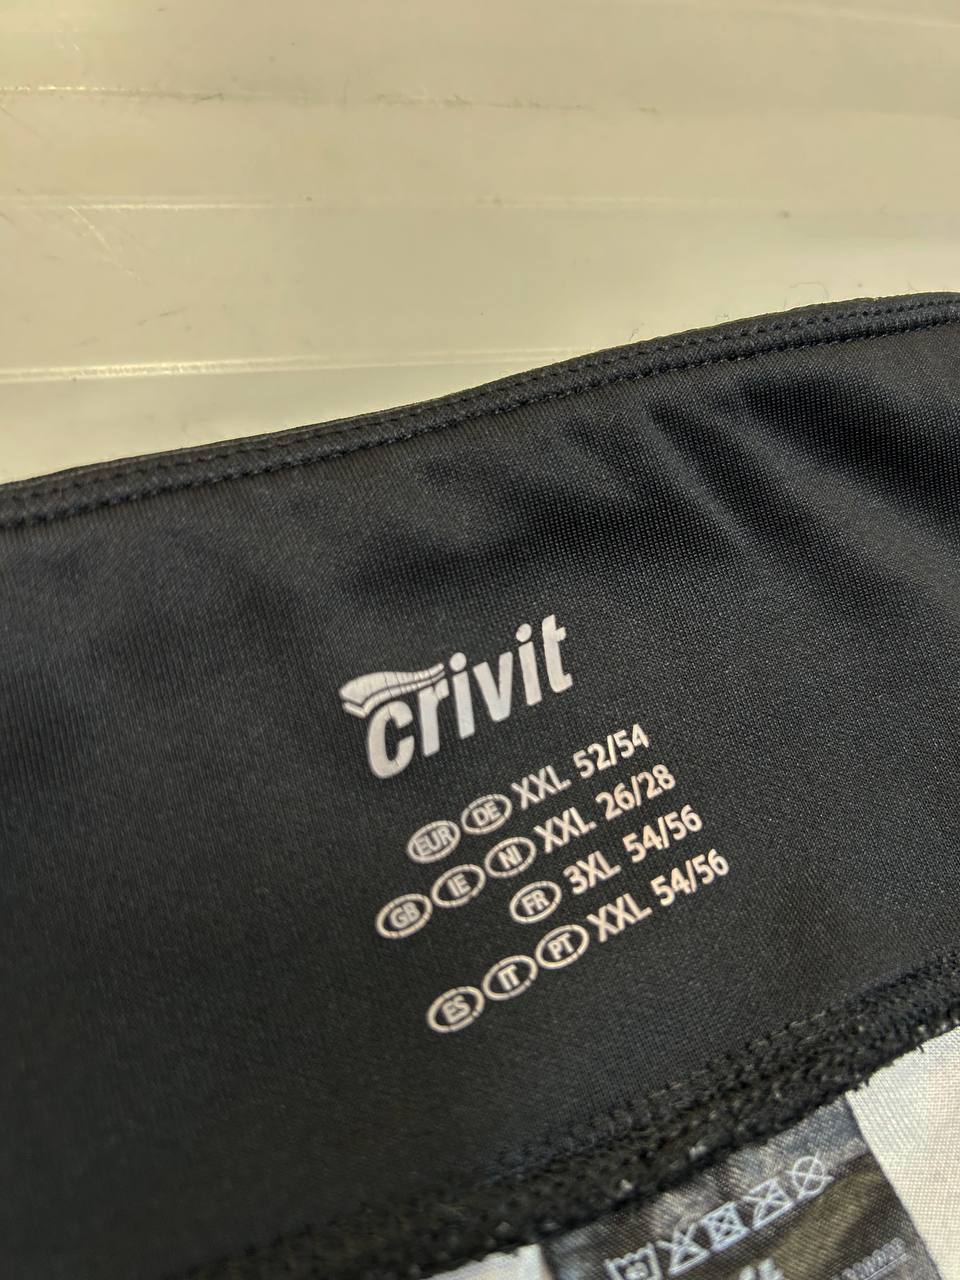 crivit
EUR DE XXL 52/54
GB IE NI XXL 26/28
FR 3XL 54/56
ES IT PT XXL 54/56